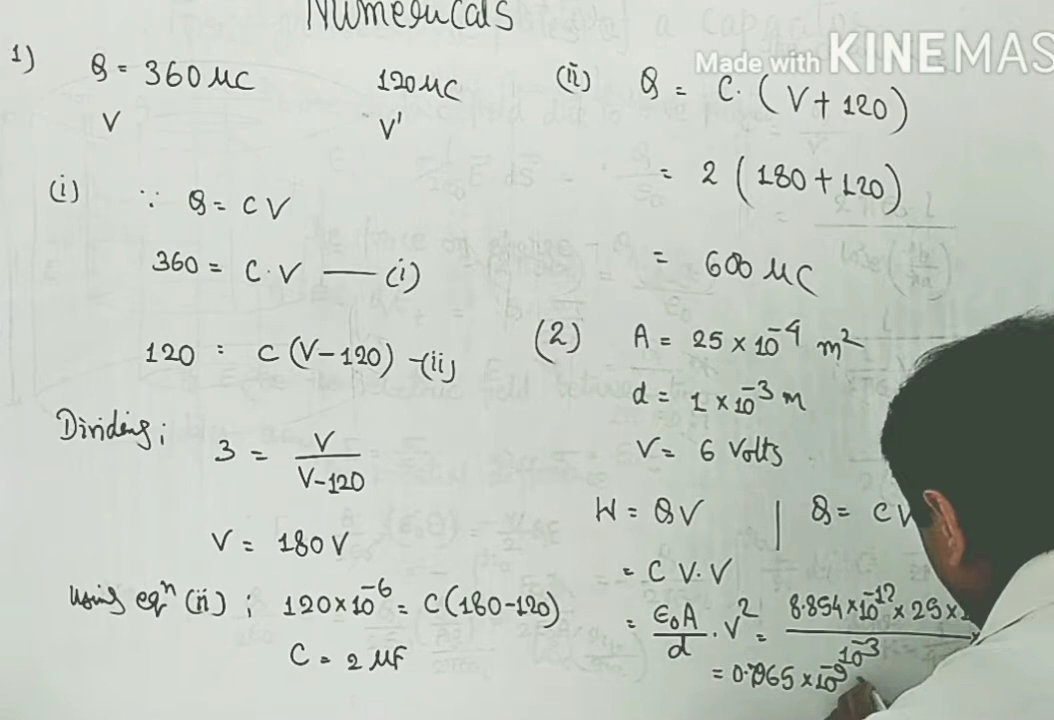 Numericals
1) Q = 360 μC 120 μC
V V'
(i) ∵ Q = CV
360 = C.V — (i)
120 = C (V-120) -(ii)
Dividing; 3 = V / V-120
V = 180 V
Using eqn (ii) ; 120×10^-6 = C(180-120)
C = 2 μF
Made with KINEMAS
(ii) Q = C. (V+120)
= 2 (180+120)
= 600 μC
(2) A = 25 × 10^-4 m²
d = 1 × 10^-3 m
V = 6 Volts
W = QV | Q = CV
= C V. V
= ε₀A / d . V² = 8.854×10^-12 × 25 × / 10^-3
= 0.7965 × 10^-9